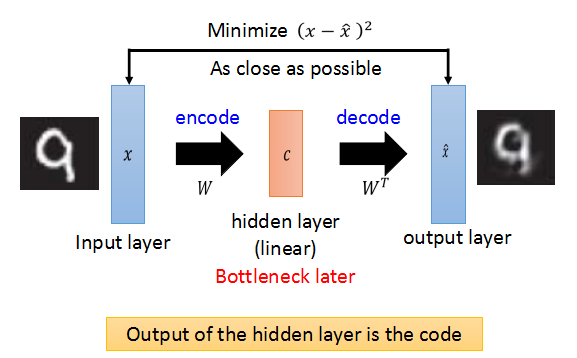 Minimize (x − x̂)²
As close as possible
encode
decode
x
c
x̂
W
Wᵀ
hidden layer
(linear)
Input layer
output layer
Bottleneck later
Output of the hidden layer is the code